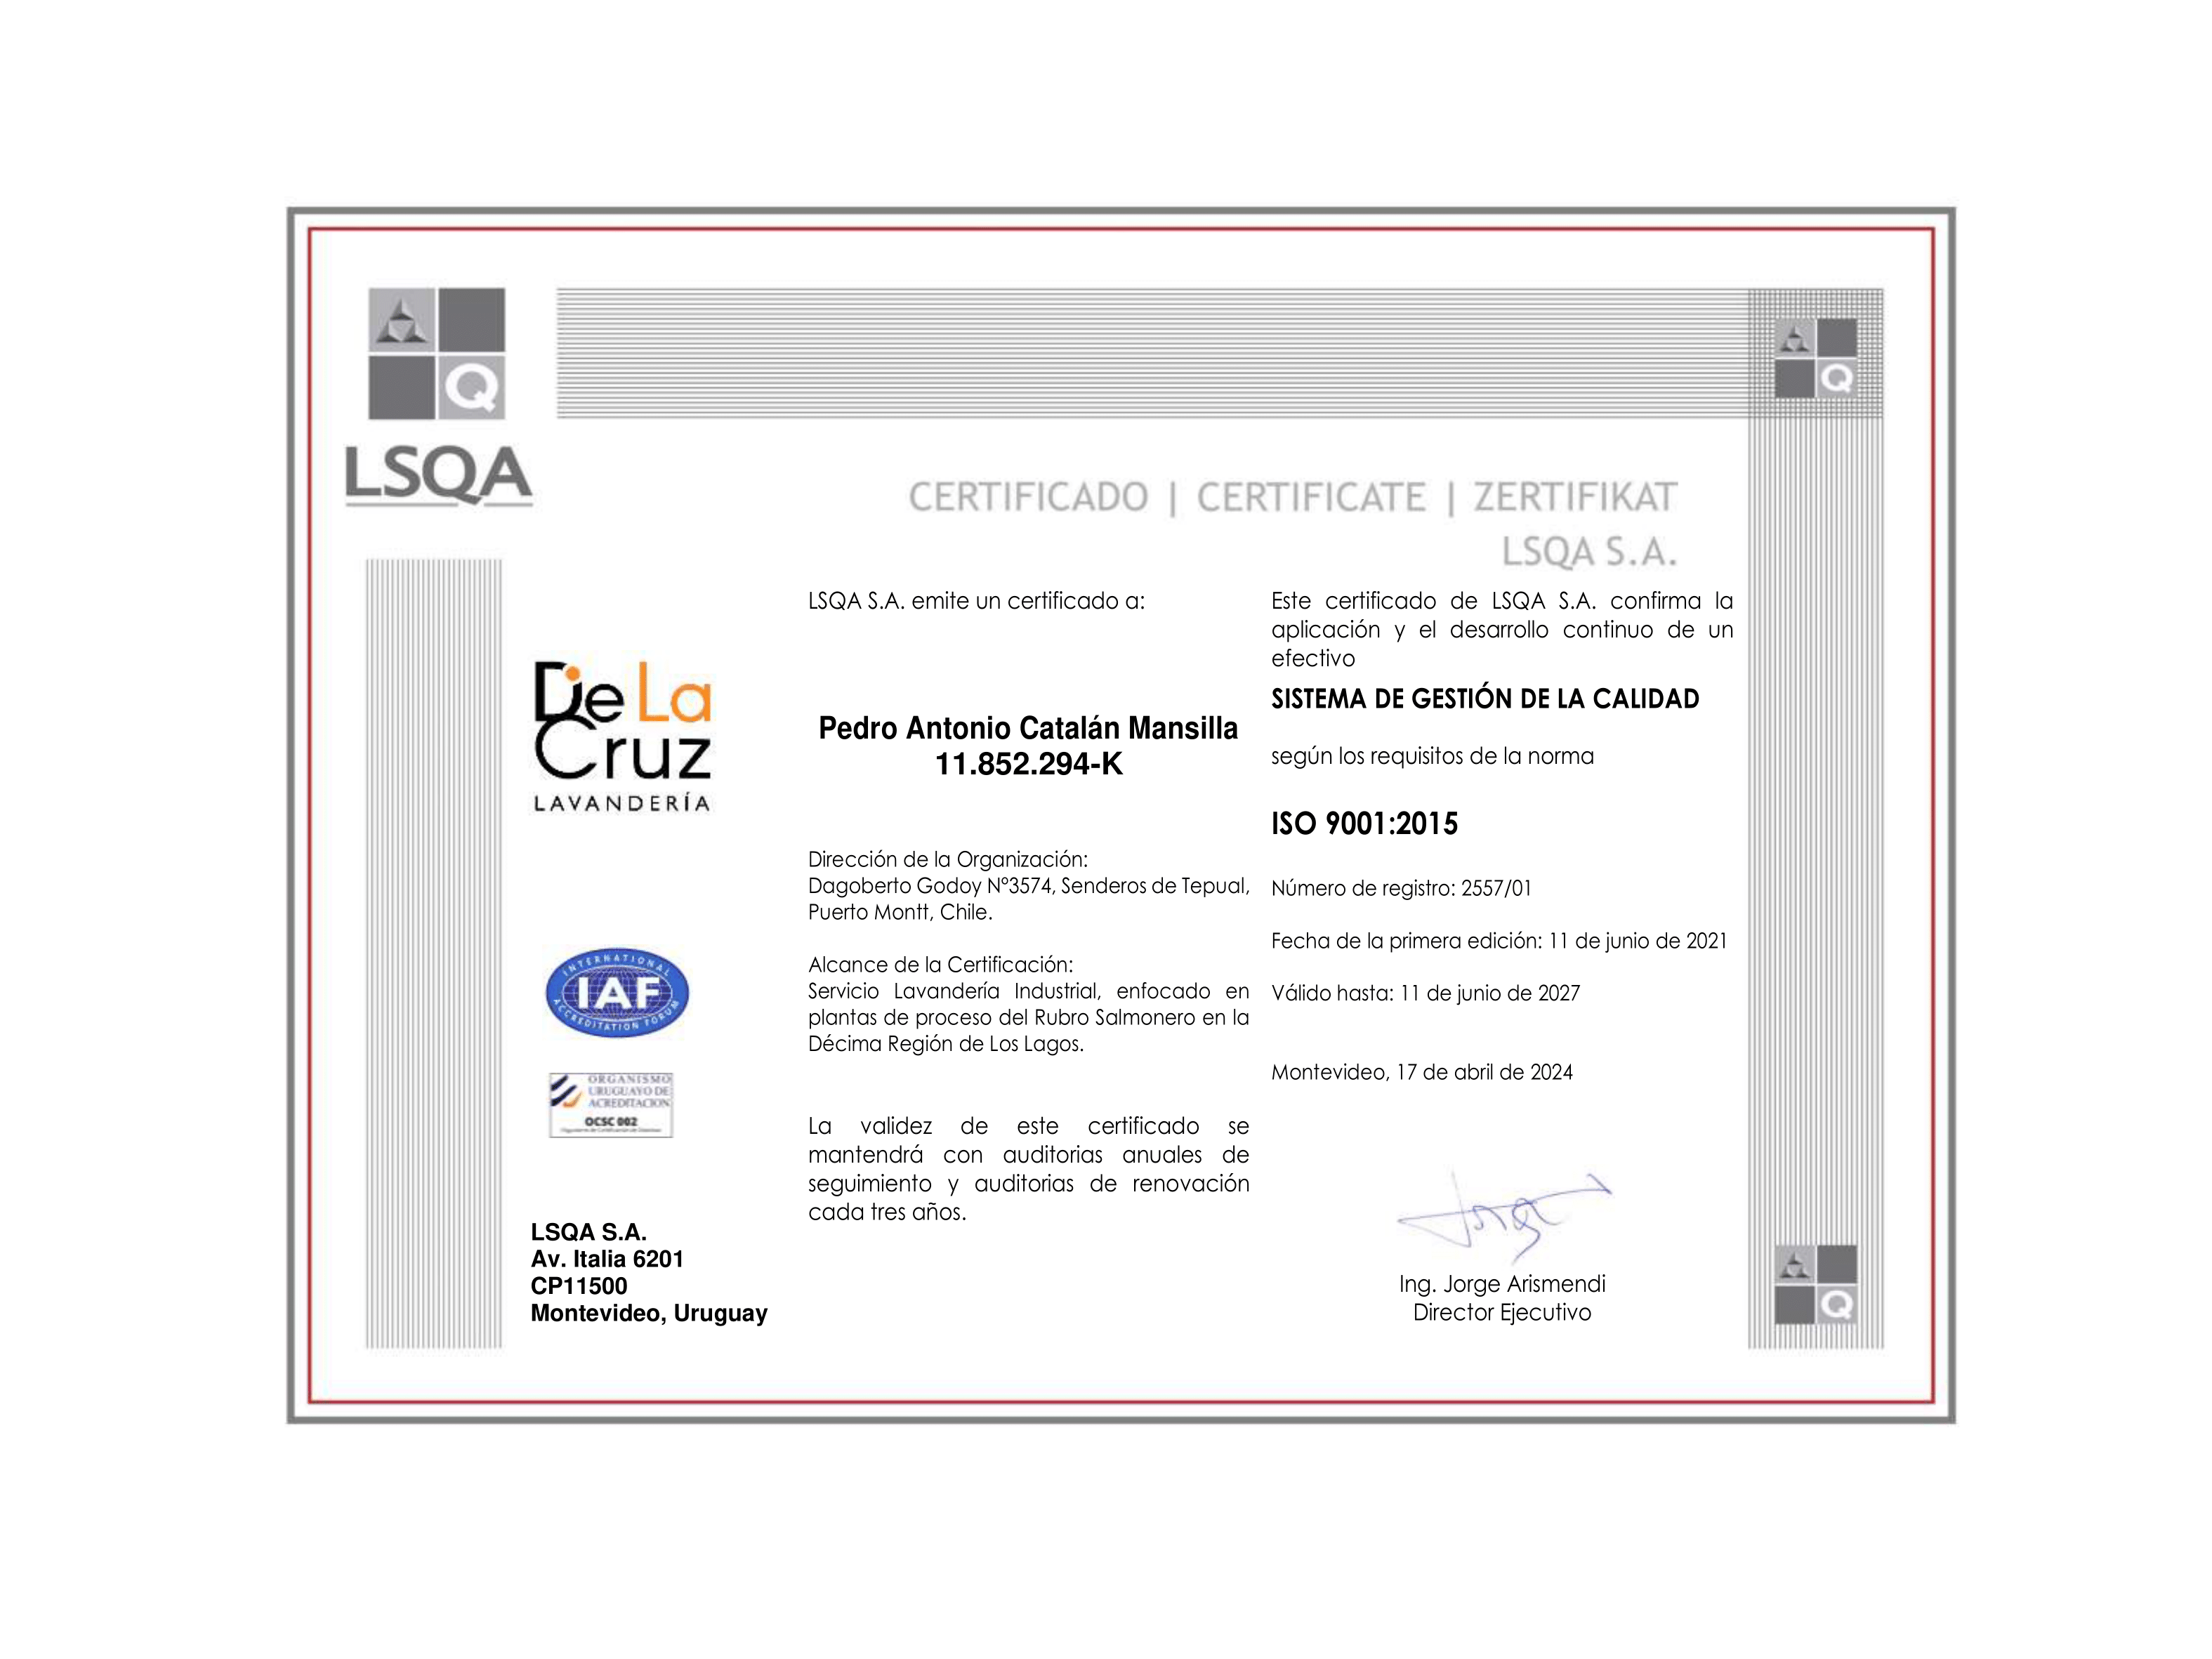 Q
Q
LSQA
CERTIFICADO | CERTIFICATE | ZERTIFIKAT
LSQA S.A.
De La
Cruz
LAVANDERÍA
INTERNATIONAL
IAF
ACCREDITATION FORUM
ORGANISMO
URUGUAYO DE
ACREDITACION
OCSC 002
LSQA S.A.
Av. Italia 6201
CP11500
Montevideo, Uruguay
LSQA S.A. emite un certificado a:
Pedro Antonio Catalán Mansilla
11.852.294-K
Dirección de la Organización:
Dagoberto Godoy Nº3574, Senderos de Tepual,
Puerto Montt, Chile.
Alcance de la Certificación:
Servicio Lavandería Industrial, enfocado en
plantas de proceso del Rubro Salmonero en la
Décima Región de Los Lagos.
La validez de este certificado se
mantendrá con auditorias anuales de
seguimiento y auditorias de renovación
cada tres años.
Este certificado de LSQA S.A. confirma la
aplicación y el desarrollo continuo de un
efectivo
SISTEMA DE GESTIÓN DE LA CALIDAD
según los requisitos de la norma
ISO 9001:2015
Número de registro: 2557/01
Fecha de la primera edición: 11 de junio de 2021
Válido hasta: 11 de junio de 2027
Montevideo, 17 de abril de 2024
Jorge
Ing. Jorge Arismendi
Director Ejecutivo
Q